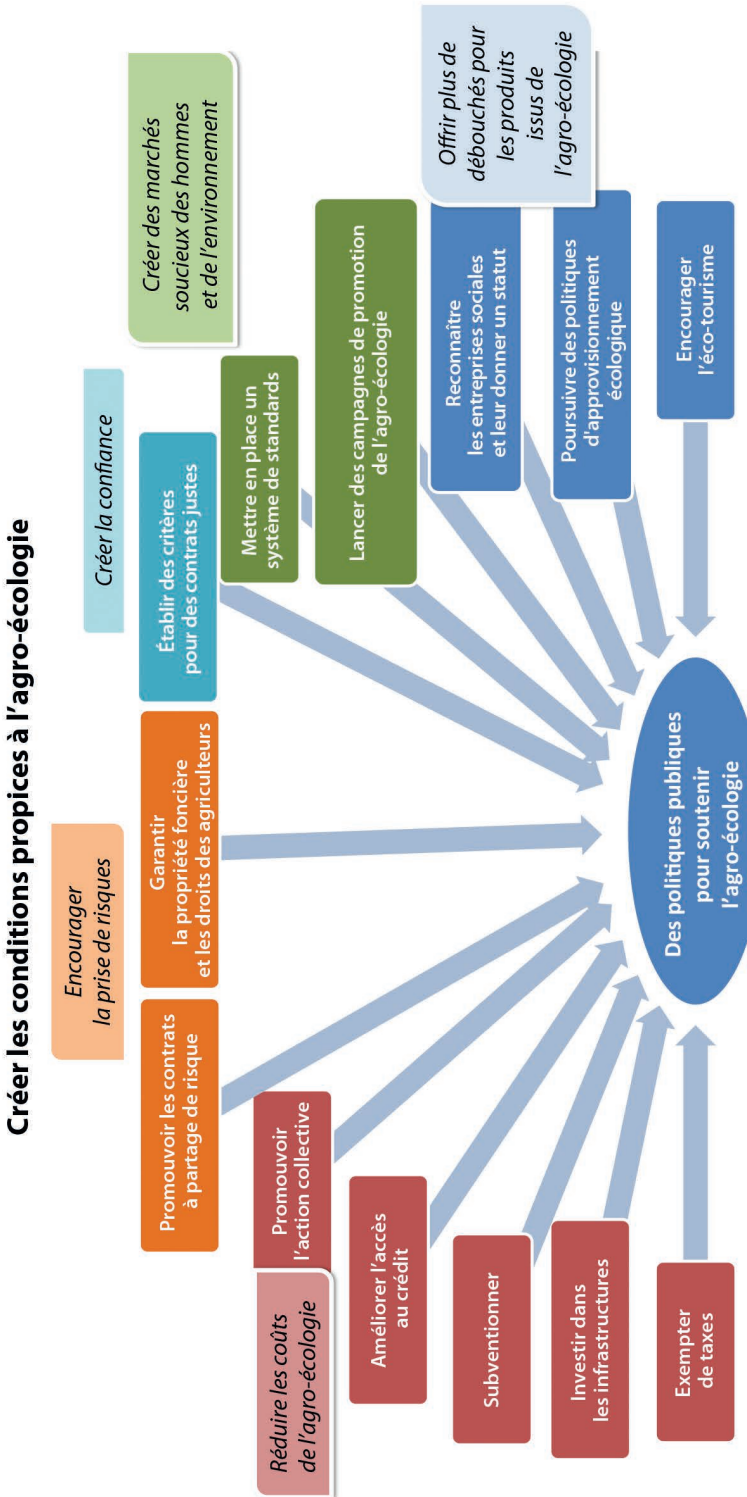 Créer les conditions propices à l'agro-écologie
Encourager
la prise de risques
Créer la confiance
Créer des marchés
soucieux des hommes
et de l'environnement
Promouvoir les contrats
à partage de risque
Garantir
la propriété foncière
et les droits des agriculteurs
Établir des critères
pour des contrats justes
Mettre en place un
système de standards
Réduire les coûts
de l'agro-écologie
Promouvoir
l'action collective
Lancer des campagnes de promotion
de l'agro-écologie
Améliorer l'accès
au crédit
Reconnaître
les entreprises sociales
et leur donner un statut
Offrir plus de
débouchés pour
les produits
issus de
l'agro-écologie
Subventionner
Poursuivre des politiques
d'approvisionnement
écologique
Investir dans
les infrastructures
Exempter
de taxes
Encourager
l'éco-tourisme
Des politiques publiques
pour soutenir
l'agro-écologie